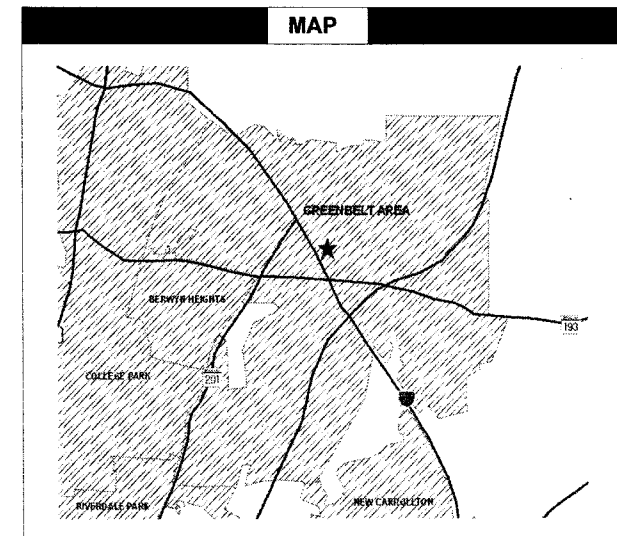 MAP
GREENBELT AREA
BERWYN HEIGHTS
193
COLLEGE PARK
201
RIVERDALE PARK
NEW CARROLLTON